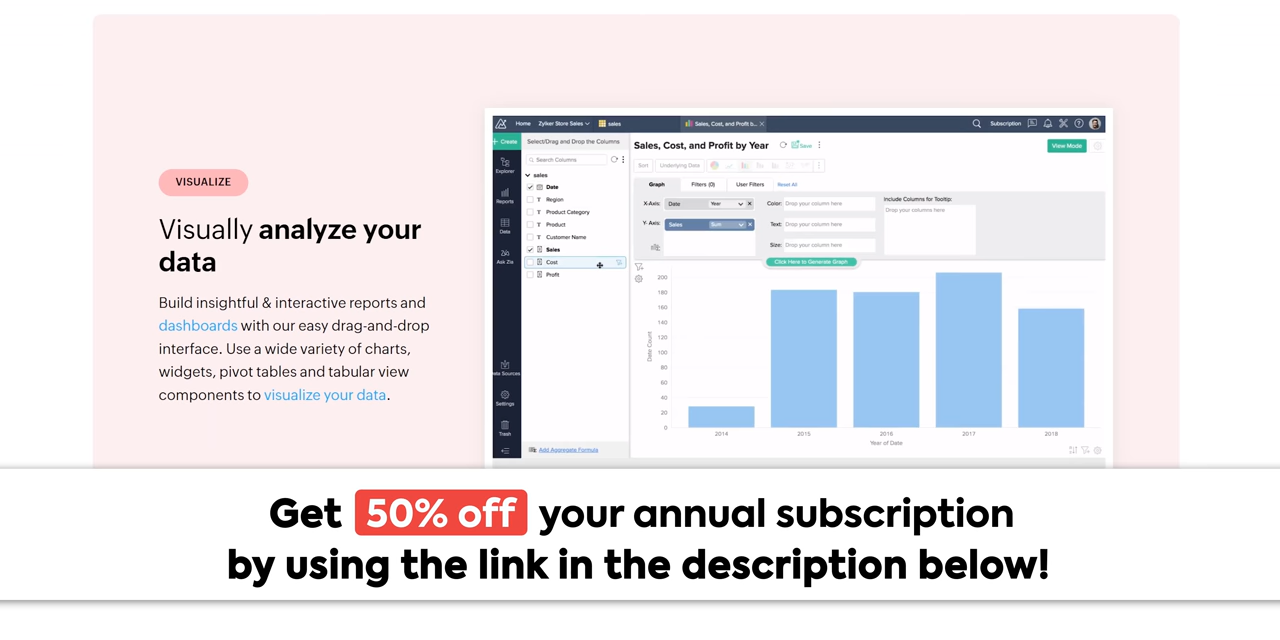 VISUALIZE
Visually analyze your
data
Build insightful & interactive reports and
dashboards with our easy drag-and-drop
interface. Use a wide variety of charts,
widgets, pivot tables and tabular view
components to visualize your data.
Home Zylker Store Sales sales Sales, Cost, and Profit b... Subscription
Create
Explorer
Reports
Data
Ask Zia
ata Sources
Settings
Trash
Select/Drag and Drop the Columns
Search Columns
sales
Date
T Region
T Product Category
T Product
T Customer Name
Sales
Cost
Profit
Add Aggregate Formula
Sales, Cost, and Profit by Year Save View Mode
Sort Underlying Data
Graph Filters (0) User Filters Reset All
X-Axis: Date Year Color: Drop your column here
Y-Axis: Sales Sum Text: Drop your column here
Size: Drop your column here
Include Columns for Tooltip:
Drop your columns here
Click Here to Generate Graph
200
180
160
140
120
100
80
60
40
20
0
Date Count
2014 2015 2016 2017 2018
Year of Date
Get 50% off your annual subscription
by using the link in the description below!